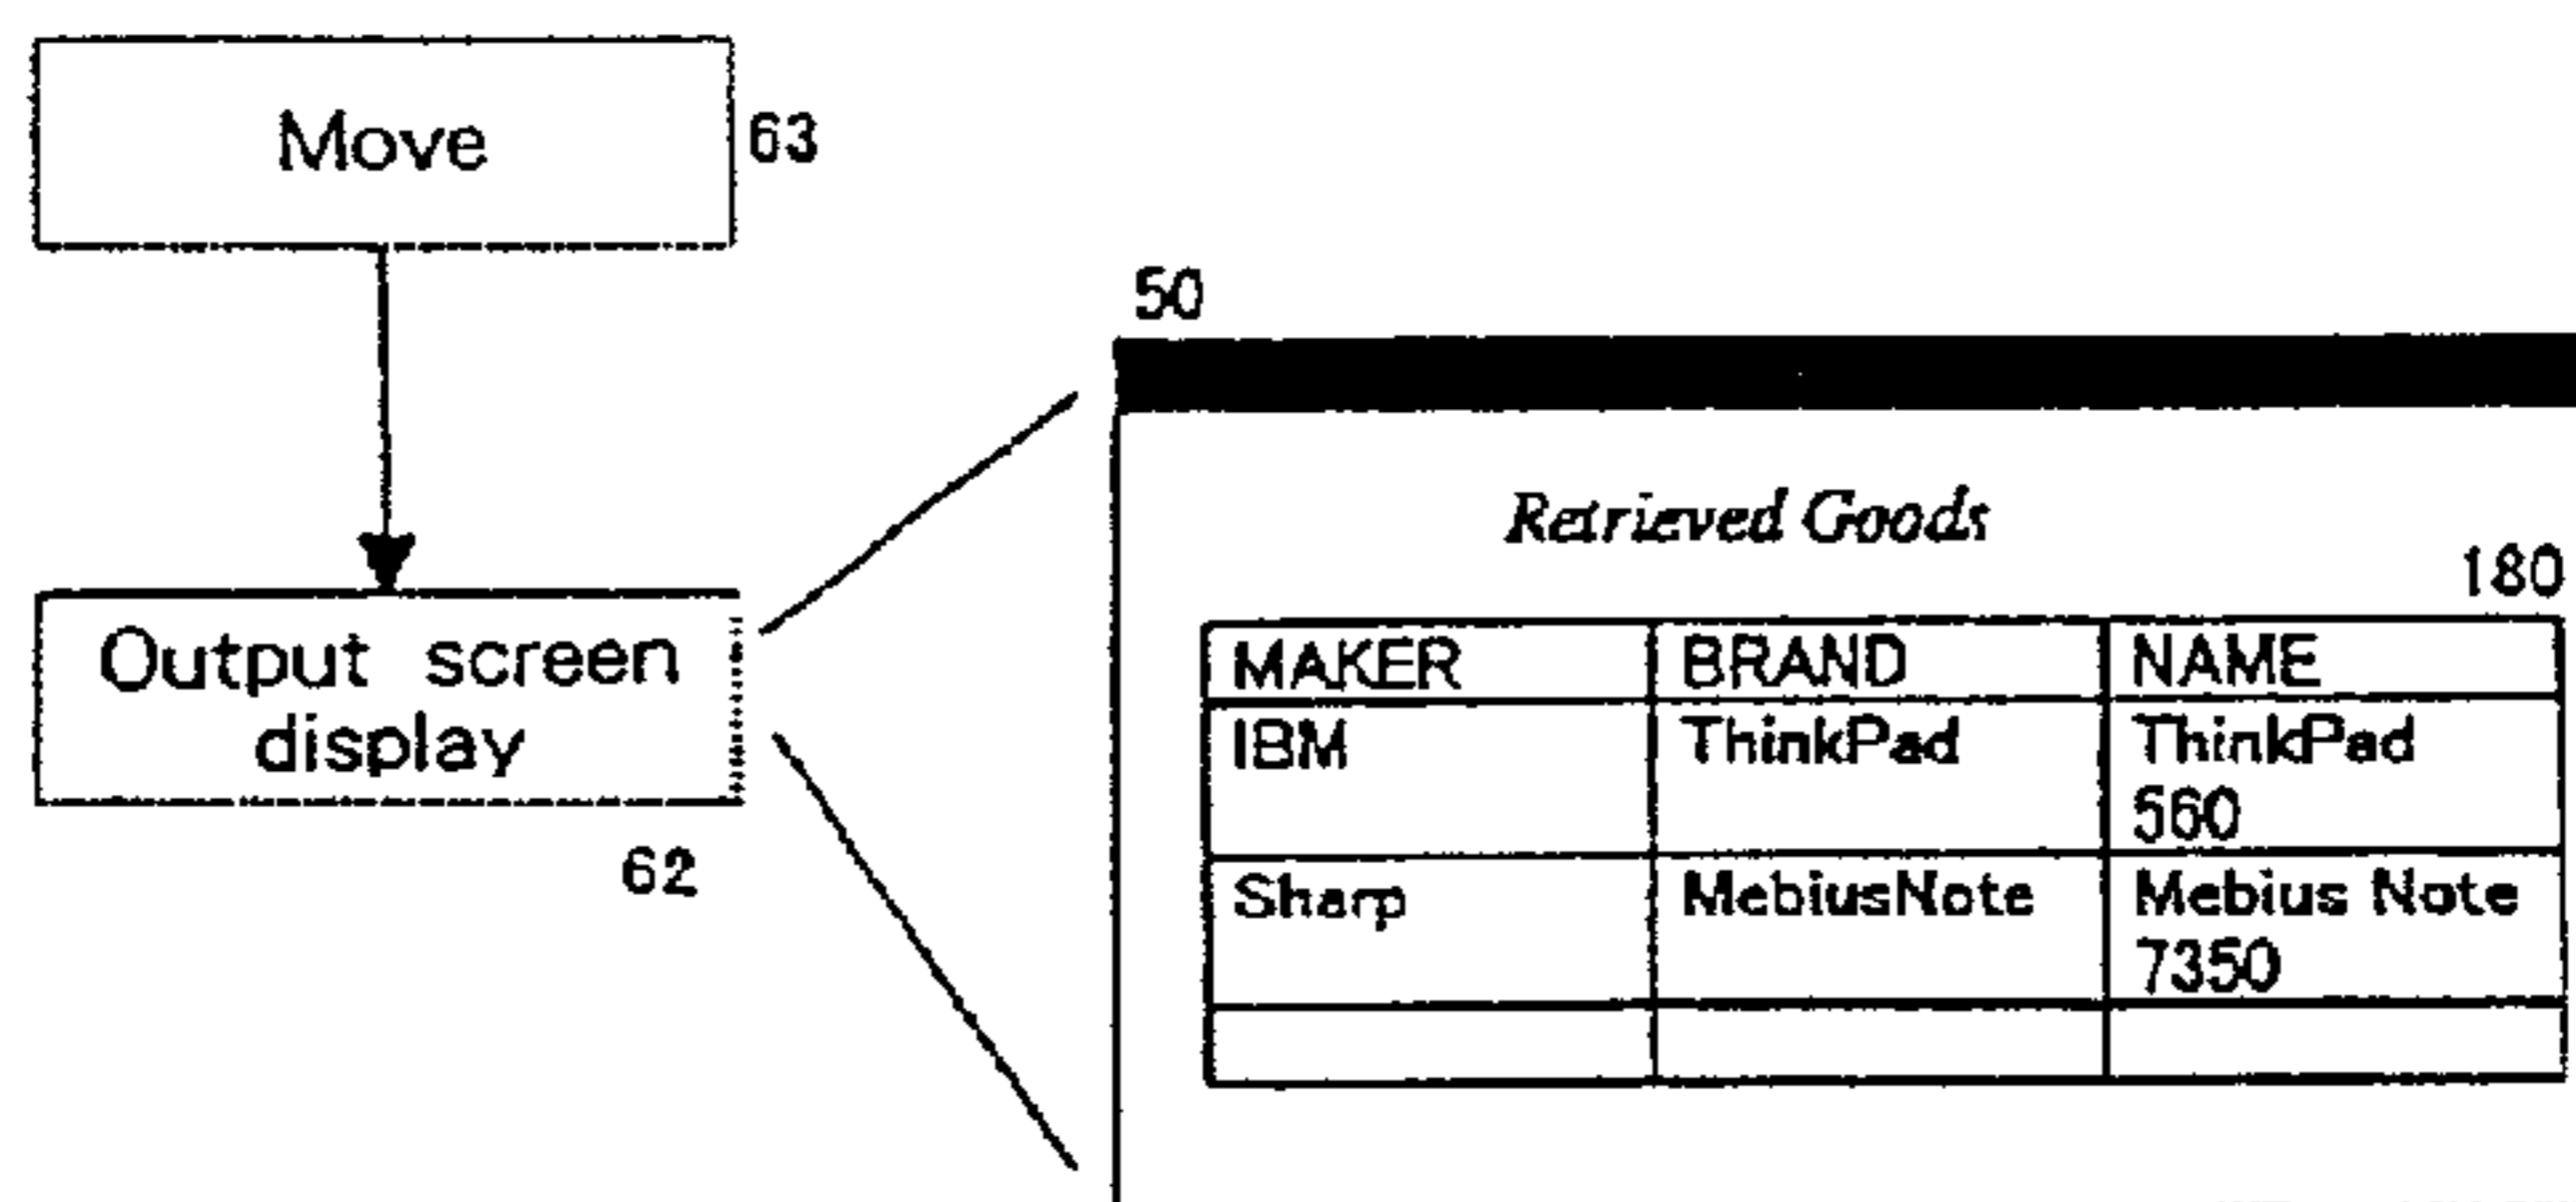 Move
63
Output screen
display
62
50
Retrieved Goods
180
MAKER BRAND NAME
IBM ThinkPad ThinkPad
560
Sharp MebiusNote Mebius Note
7350